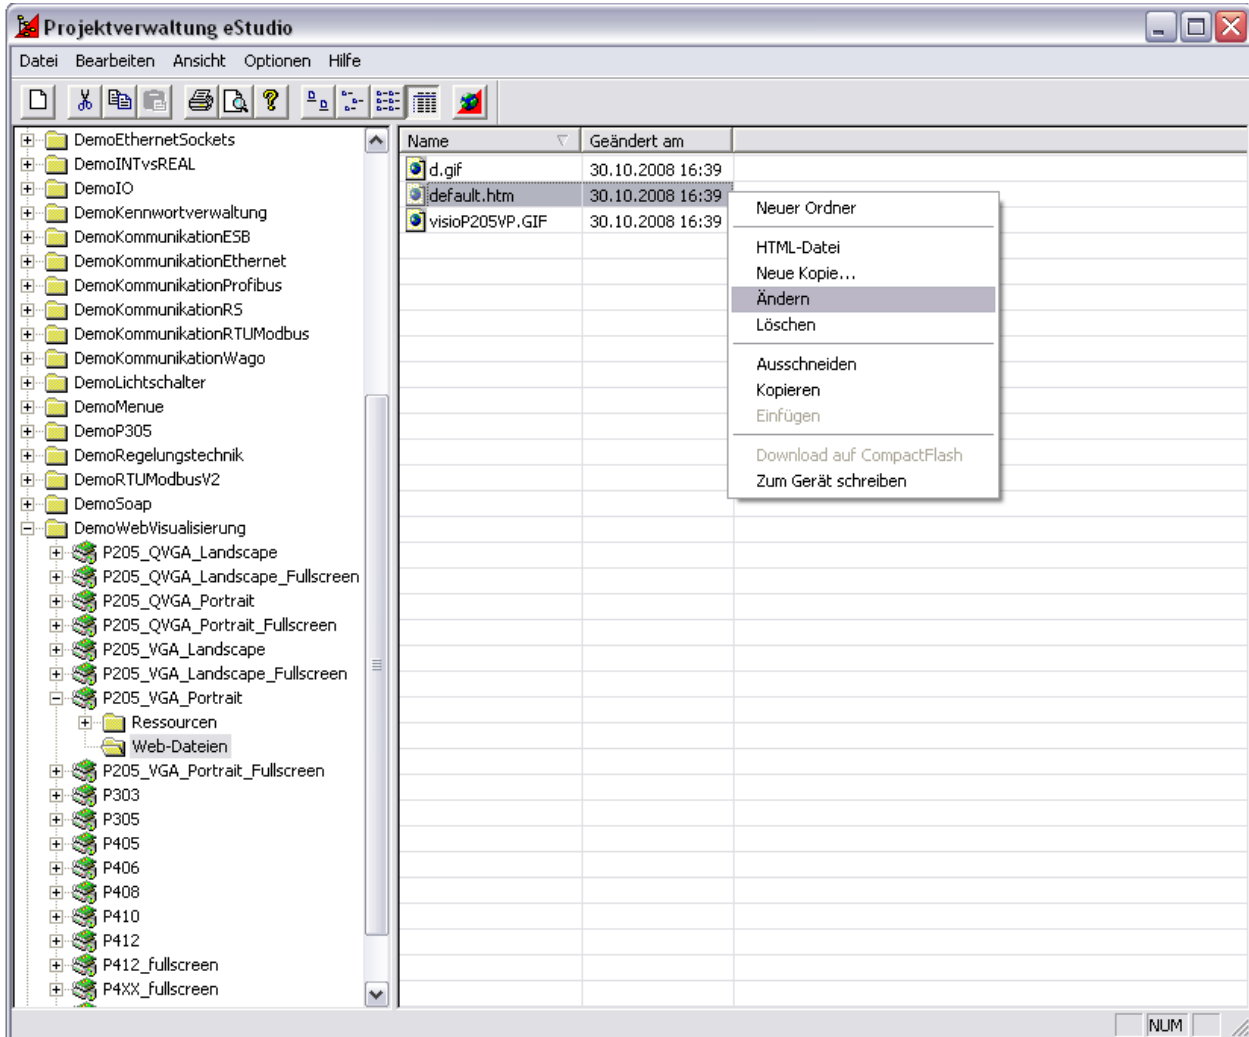 Projektverwaltung eStudio
Datei Bearbeiten Ansicht Optionen Hilfe
DemoEthernetSockets
DemoINTvsREAL
DemoIO
DemoKennwortverwaltung
DemoKommunikationESB
DemoKommunikationEthernet
DemoKommunikationProfibus
DemoKommunikationRS
DemoKommunikationRTUModbus
DemoKommunikationWago
DemoLichtschalter
DemoMenue
DemoP305
DemoRegelungstechnik
DemoRTUModbusV2
DemoSoap
DemoWebVisualisierung
P205_QVGA_Landscape
P205_QVGA_Landscape_Fullscreen
P205_QVGA_Portrait
P205_QVGA_Portrait_Fullscreen
P205_VGA_Landscape
P205_VGA_Landscape_Fullscreen
P205_VGA_Portrait
Ressourcen
Web-Dateien
P205_VGA_Portrait_Fullscreen
P303
P305
P405
P406
P408
P410
P412
P412_fullscreen
P4XX_fullscreen
Name Geändert am
d.gif 30.10.2008 16:39
default.htm 30.10.2008 16:39
visioP205VP.GIF 30.10.2008 16:39
Neuer Ordner
HTML-Datei
Neue Kopie...
Ändern
Löschen
Ausschneiden
Kopieren
Einfügen
Download auf CompactFlash
Zum Gerät schreiben
NUM